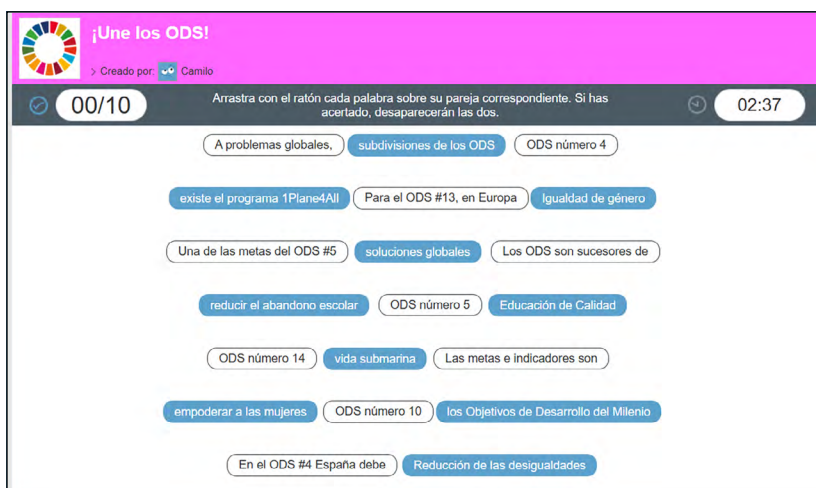 ¡Une los ODS!
> Creado por: Camilo
00/10
Arrastra con el ratón cada palabra sobre su pareja correspondiente. Si has
acertado, desaparecerán las dos.
02:37
A problemas globales, subdivisiones de los ODS ODS número 4
existe el programa 1Plane4All Para el ODS #13, en Europa Igualdad de género
Una de las metas del ODS #5 soluciones globales Los ODS son sucesores de
reducir el abandono escolar ODS número 5 Educación de Calidad
ODS número 14 vida submarina Las metas e indicadores son
empoderar a las mujeres ODS número 10 los Objetivos de Desarrollo del Milenio
En el ODS #4 España debe Reducción de las desigualdades